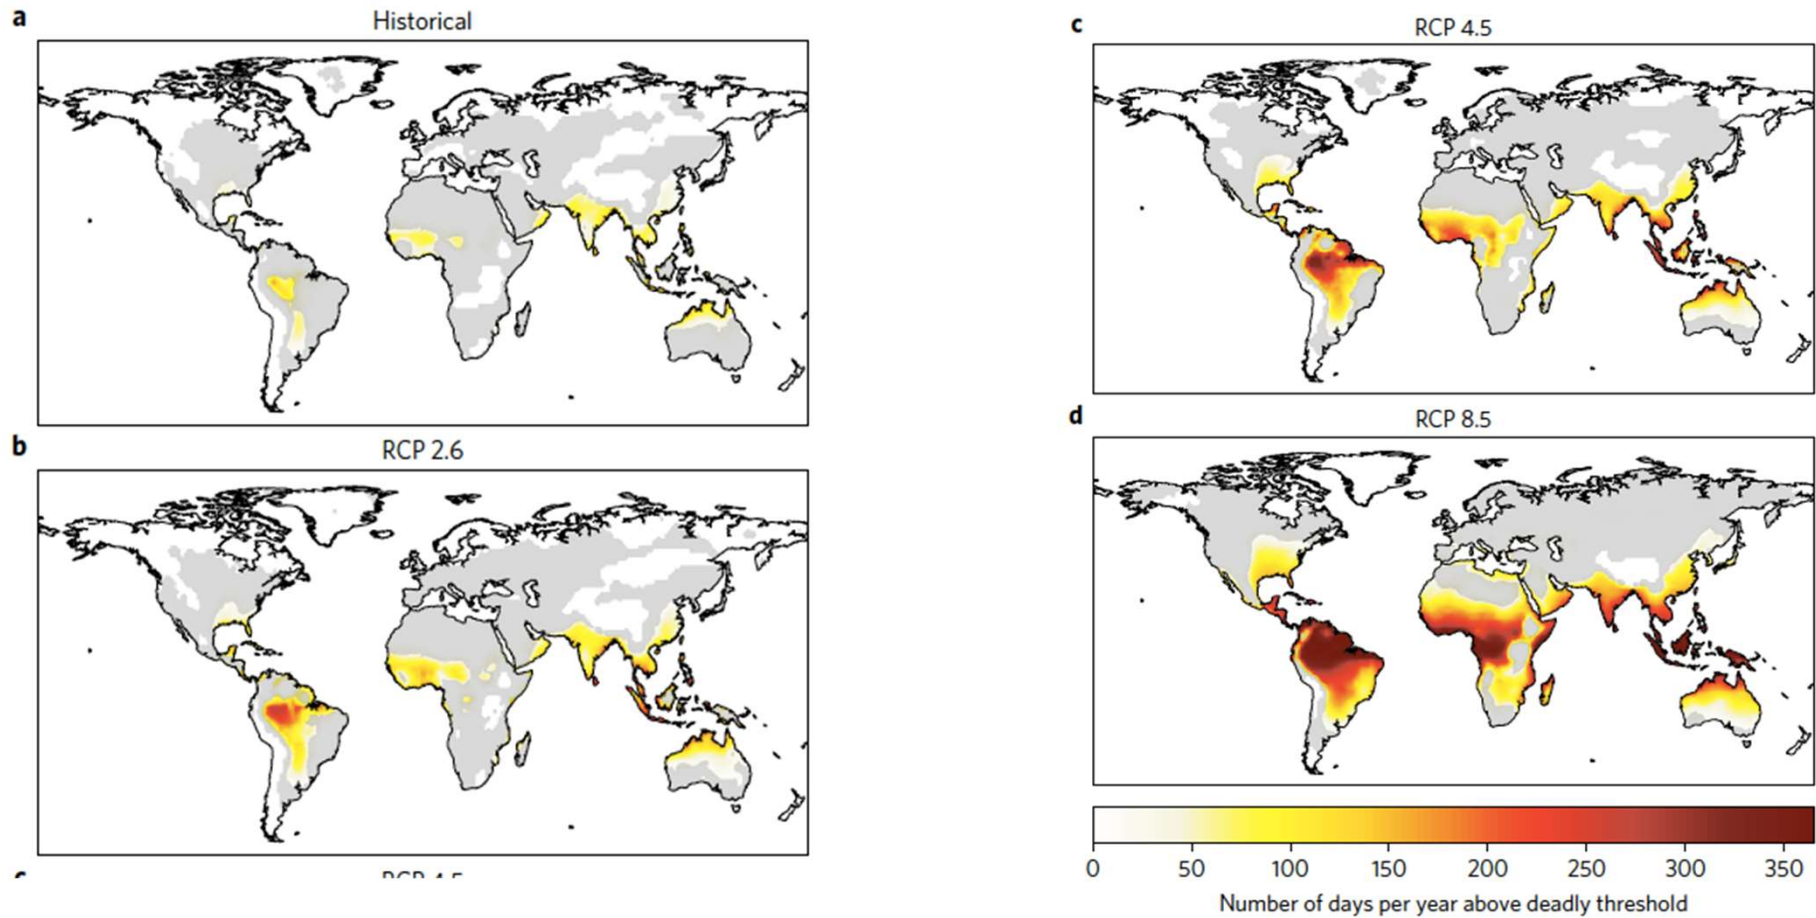 a
Historical
b
RCP 2.6
c
RCP 4.5
d
RCP 8.5
0 50 100 150 200 250 300 350
Number of days per year above deadly threshold